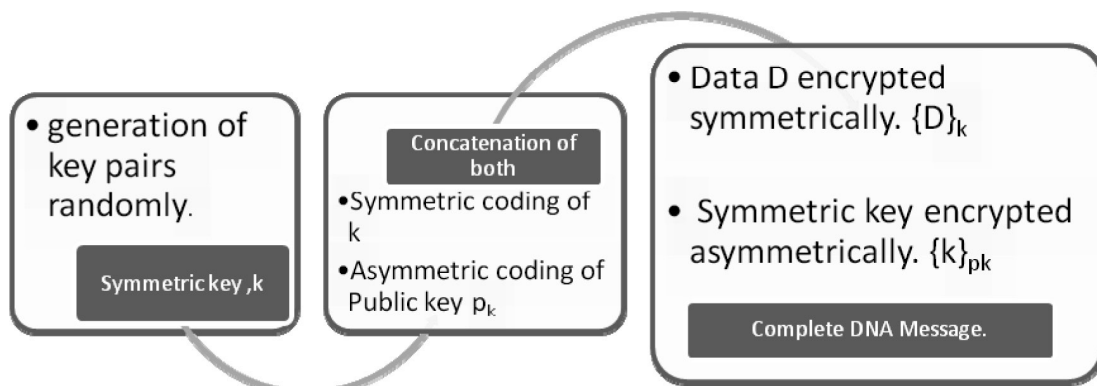 • generation of
key pairs
randomly.
Symmetric key ,k
Concatenation of
both
•Symmetric coding of
k
•Asymmetric coding of
Public key pk
• Data D encrypted
symmetrically. {D}k
• Symmetric key encrypted
asymmetrically. {k}pk
Complete DNA Message.